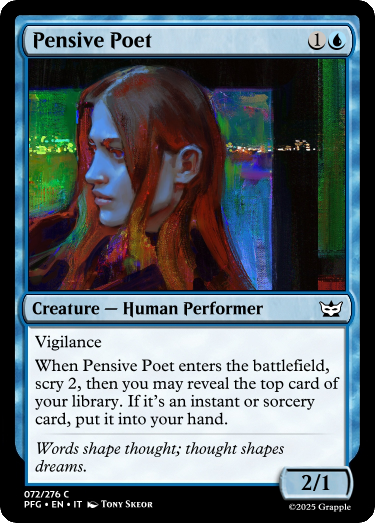 Pensive Poet 1
Creature — Human Performer
Vigilance
When Pensive Poet enters the battlefield,
scry 2, then you may reveal the top card of
your library. If it's an instant or sorcery
card, put it into your hand.
Words shape thought; thought shapes
dreams.
2/1
072/276 C
PFG • EN • IT Tony Skeor
©2025 Grapple